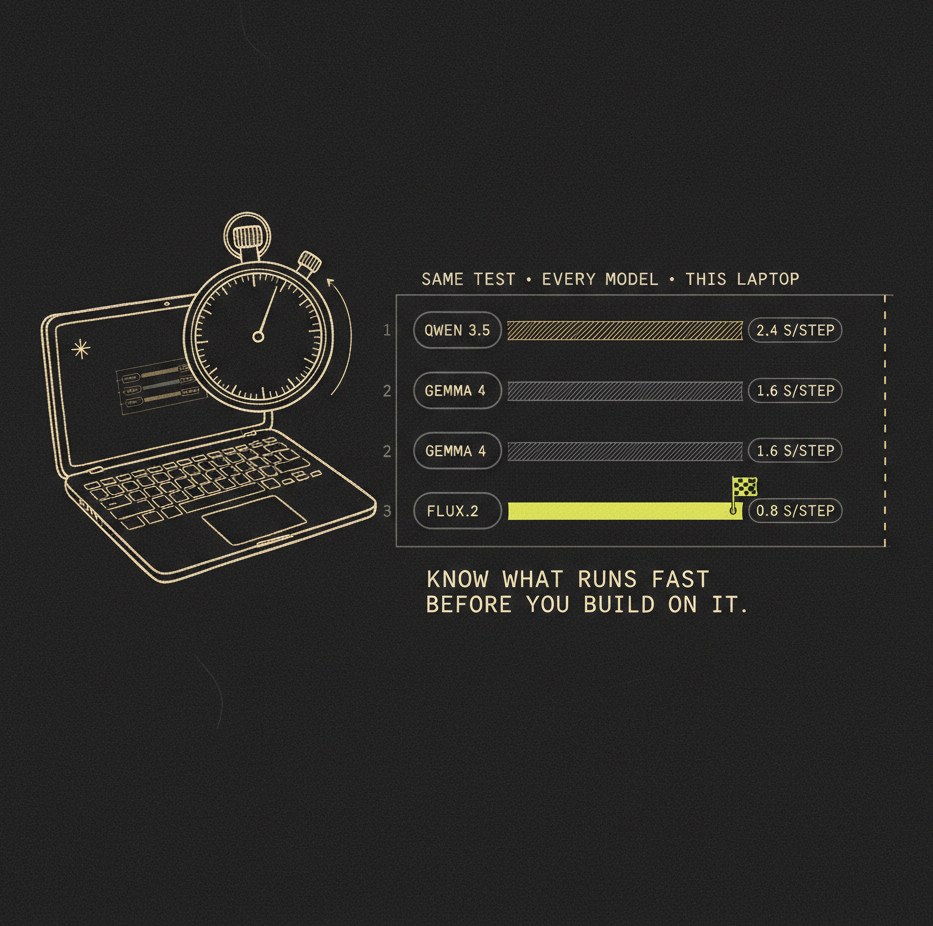 SAME TEST • EVERY MODEL • THIS LAPTOP
1 QWEN 3.5 2.4 S/STEP
2 GEMMA 4 1.6 S/STEP
2 GEMMA 4 1.6 S/STEP
3 FLUX.2 0.8 S/STEP
KNOW WHAT RUNS FAST
BEFORE YOU BUILD ON IT.